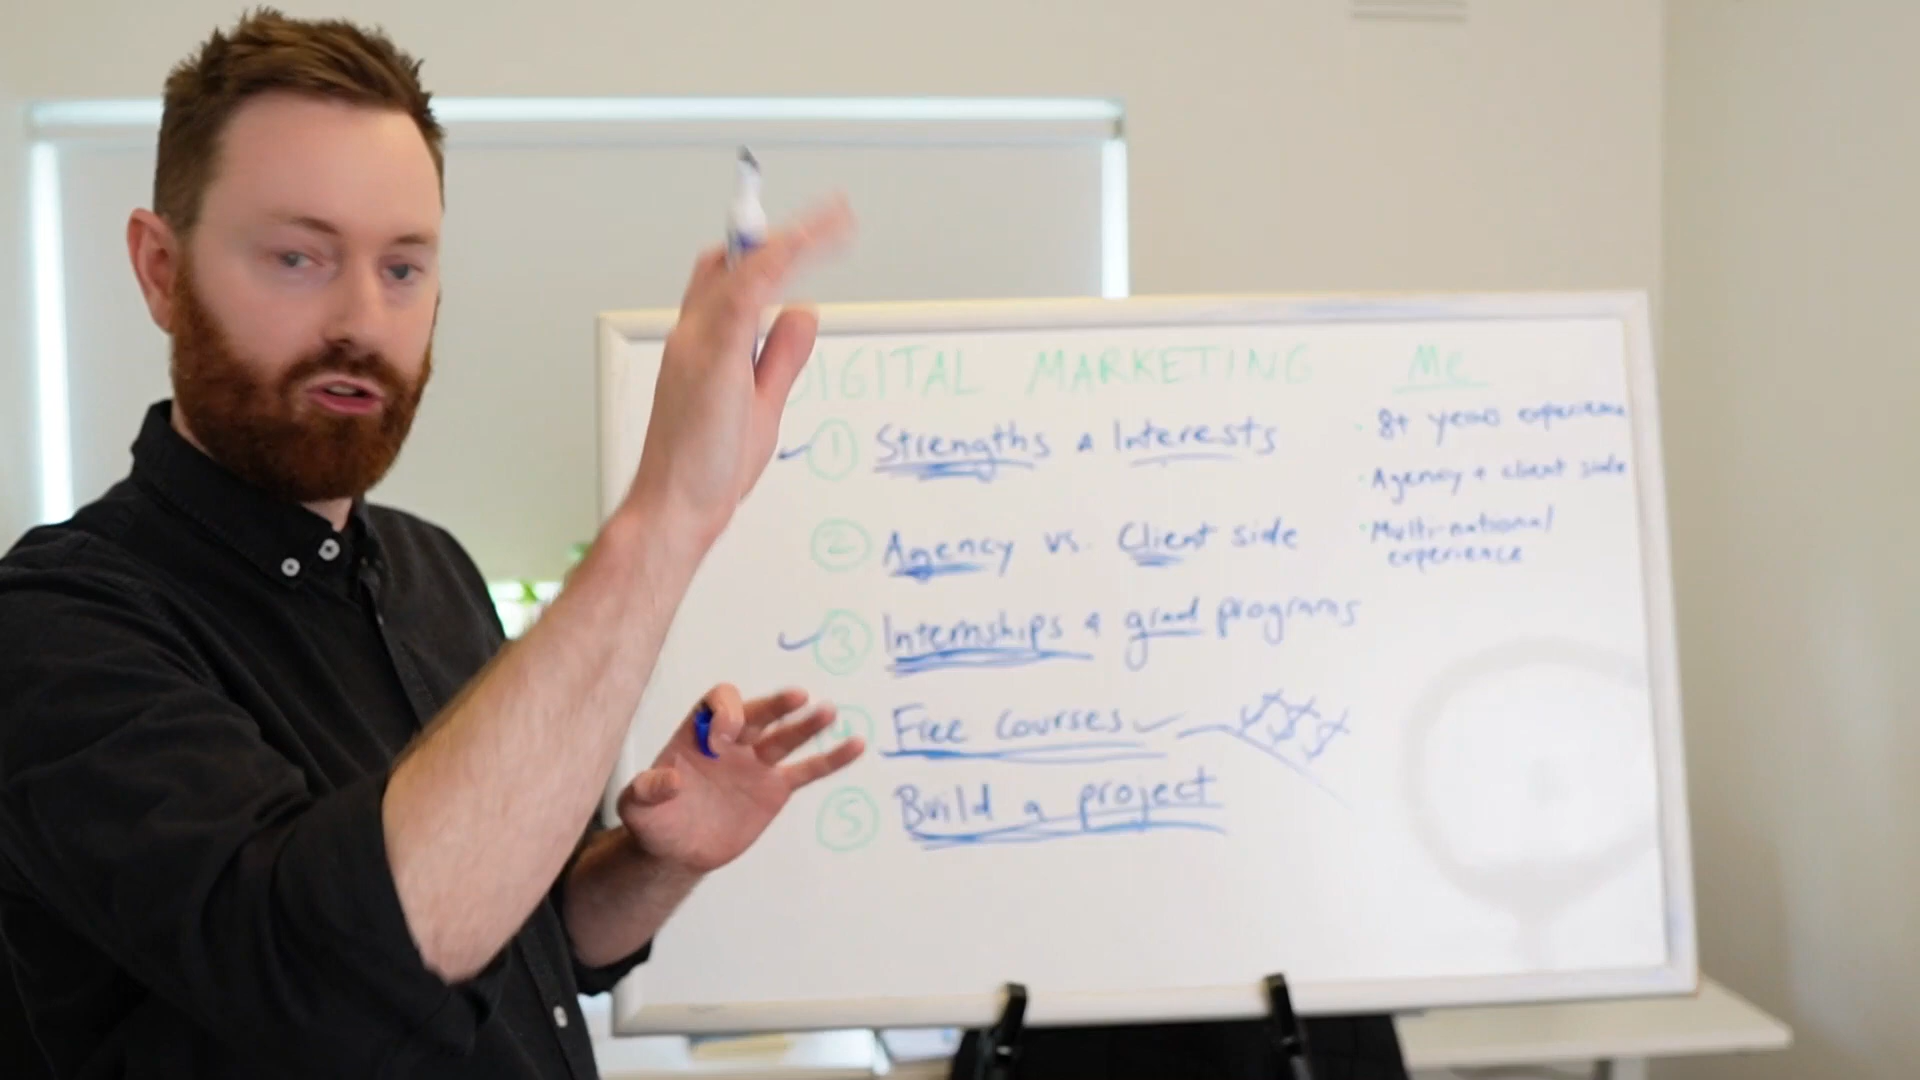 DIGITAL MARKETING
① Strengths & Interests
② Agency vs. Client side
③ Internships & grad programs
④ Free courses $$$
⑤ Build a project
Me
· 8+ years experience
· Agency + client side
· Multi-national
experience